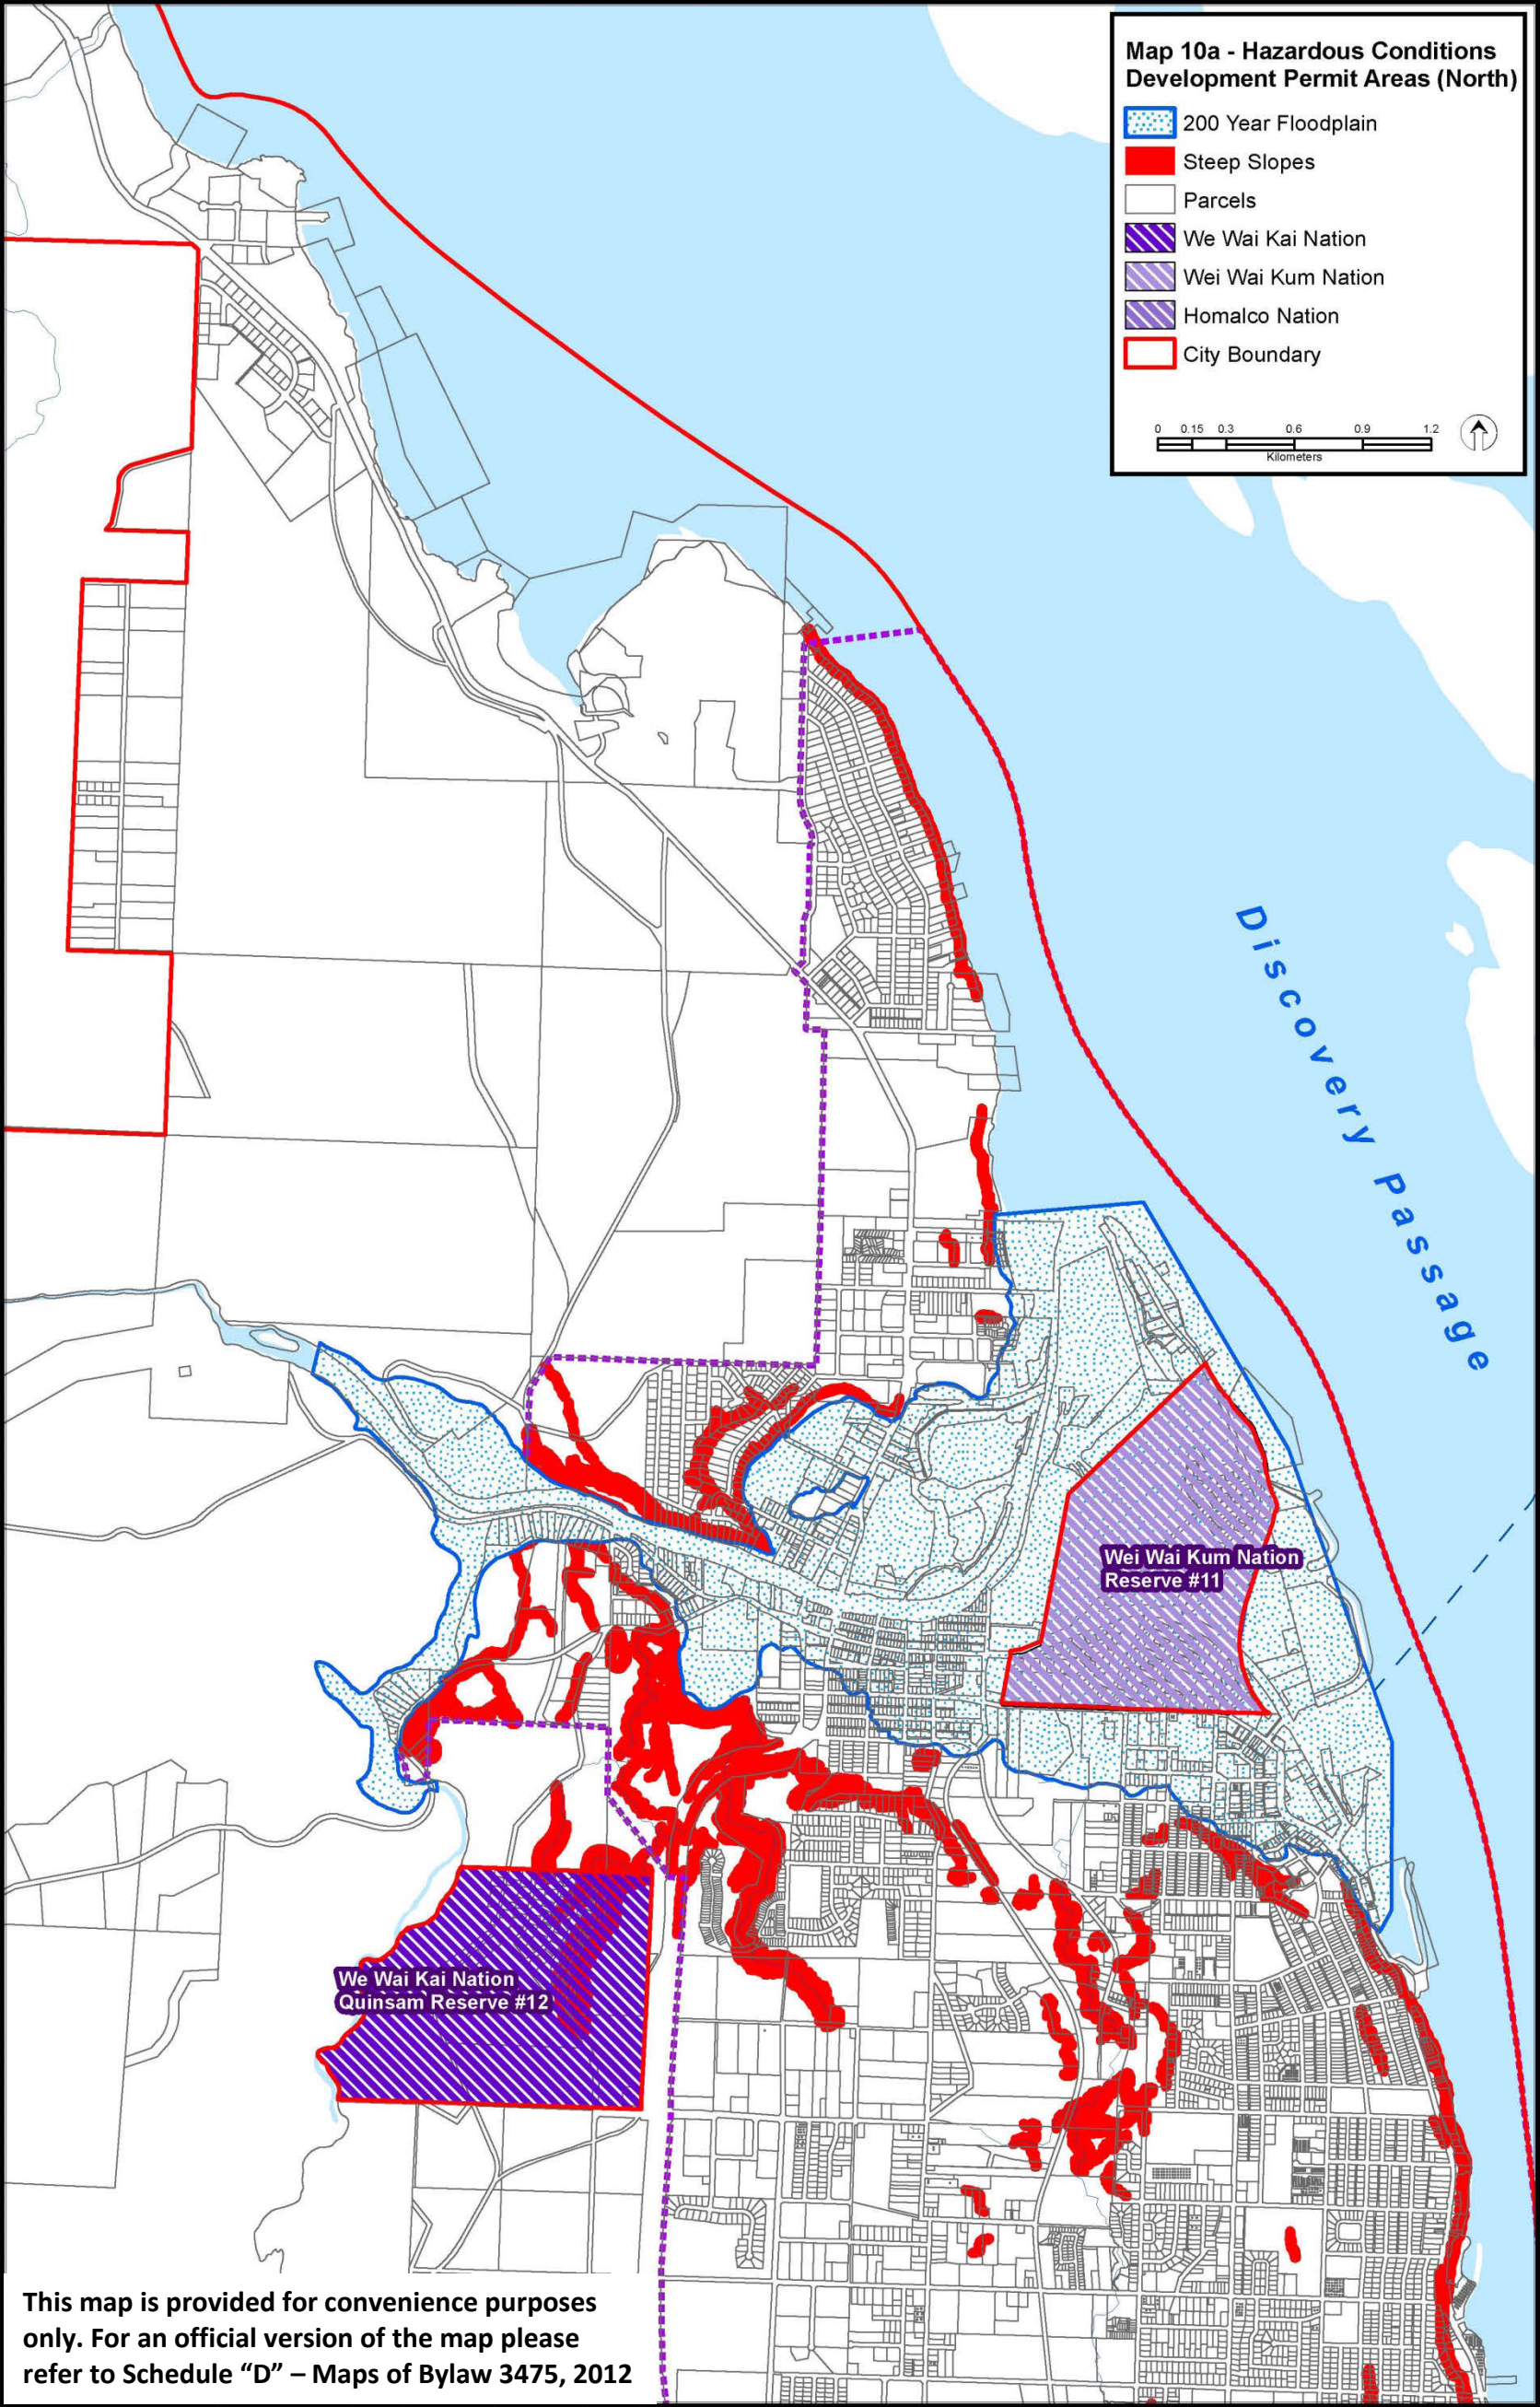 Map 10a - Hazardous Conditions
Development Permit Areas (North)
200 Year Floodplain
Steep Slopes
Parcels
We Wai Kai Nation
Wei Wai Kum Nation
Homalco Nation
City Boundary
0 0.15 0.3 0.6 0.9 1.2
Kilometers
Discovery Passage
Wei Wai Kum Nation
Reserve #11
We Wai Kai Nation
Quinsam Reserve #12
This map is provided for convenience purposes
only. For an official version of the map please
refer to Schedule “D” – Maps of Bylaw 3475, 2012